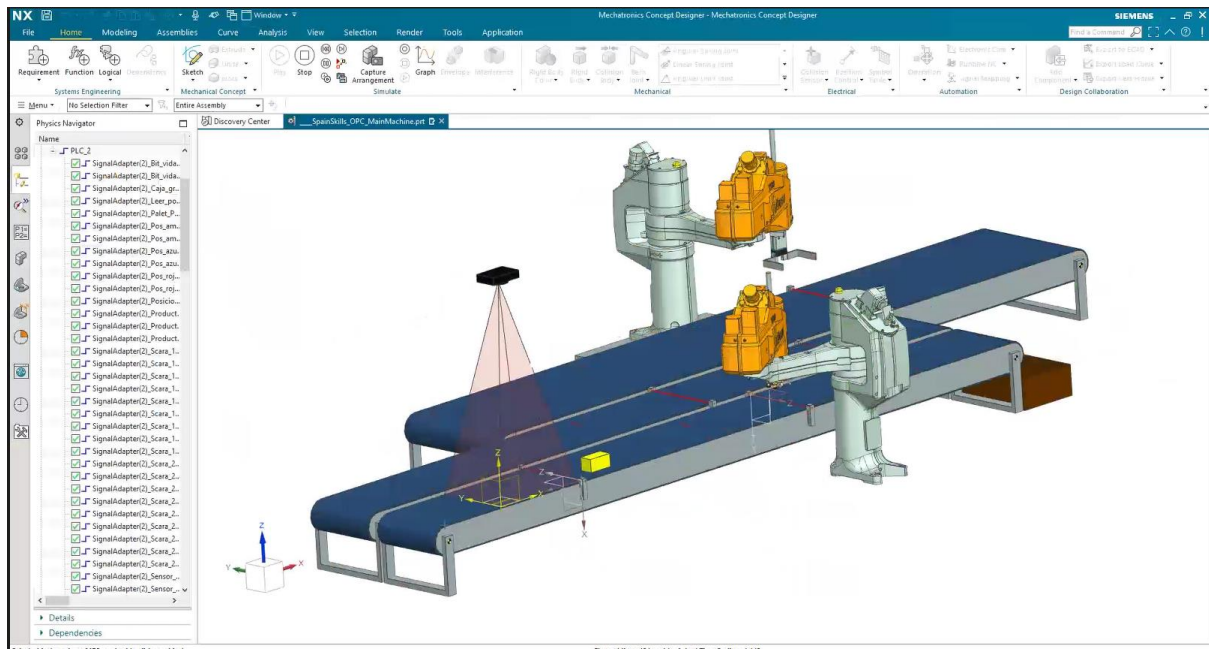 NX
Window
Mechatronics Concept Designer - Mechatronics Concept Designer
SIEMENS
File Home Modeling Assemblies Curve Analysis View Selection Render Tools Application
Find a Command
Requirement Function Logical
Sketch
Play Stop
Capture Arrangement
Graph
Systems Engineering
Mechanical Concept
Simulate
Mechanical
Electrical
Automation
Design Collaboration
Menu No Selection Filter Entire Assembly
Physics Navigator
Discovery Center
___SpainSkills_OPC_MainMachine.prt
Name
PLC_2
SignalAdapter(2)_Bit_vida...
SignalAdapter(2)_Bit_vida...
SignalAdapter(2)_Caja_gr...
SignalAdapter(2)_Leer_po...
SignalAdapter(2)_Palet_P...
SignalAdapter(2)_Pos_am...
SignalAdapter(2)_Pos_am...
SignalAdapter(2)_Pos_azu...
SignalAdapter(2)_Pos_azu...
SignalAdapter(2)_Pos_roj...
SignalAdapter(2)_Pos_roj...
SignalAdapter(2)_Posicio...
SignalAdapter(2)_Product...
SignalAdapter(2)_Product...
SignalAdapter(2)_Product...
SignalAdapter(2)_Scara_1...
SignalAdapter(2)_Scara_1...
SignalAdapter(2)_Scara_1...
SignalAdapter(2)_Scara_1...
SignalAdapter(2)_Scara_1...
SignalAdapter(2)_Scara_1...
SignalAdapter(2)_Scara_1...
SignalAdapter(2)_Scara_1...
SignalAdapter(2)_Scara_2...
SignalAdapter(2)_Scara_2...
SignalAdapter(2)_Scara_2...
SignalAdapter(2)_Scara_2...
SignalAdapter(2)_Scara_2...
SignalAdapter(2)_Scara_2...
SignalAdapter(2)_Scara_2...
SignalAdapter(2)_Scara_2...
SignalAdapter(2)_Scara_2...
SignalAdapter(2)_Sensor_...
SignalAdapter(2)_Sensor_...
Details
Dependencies
Z
Z
Y
X
X
Z
Z
Y
X